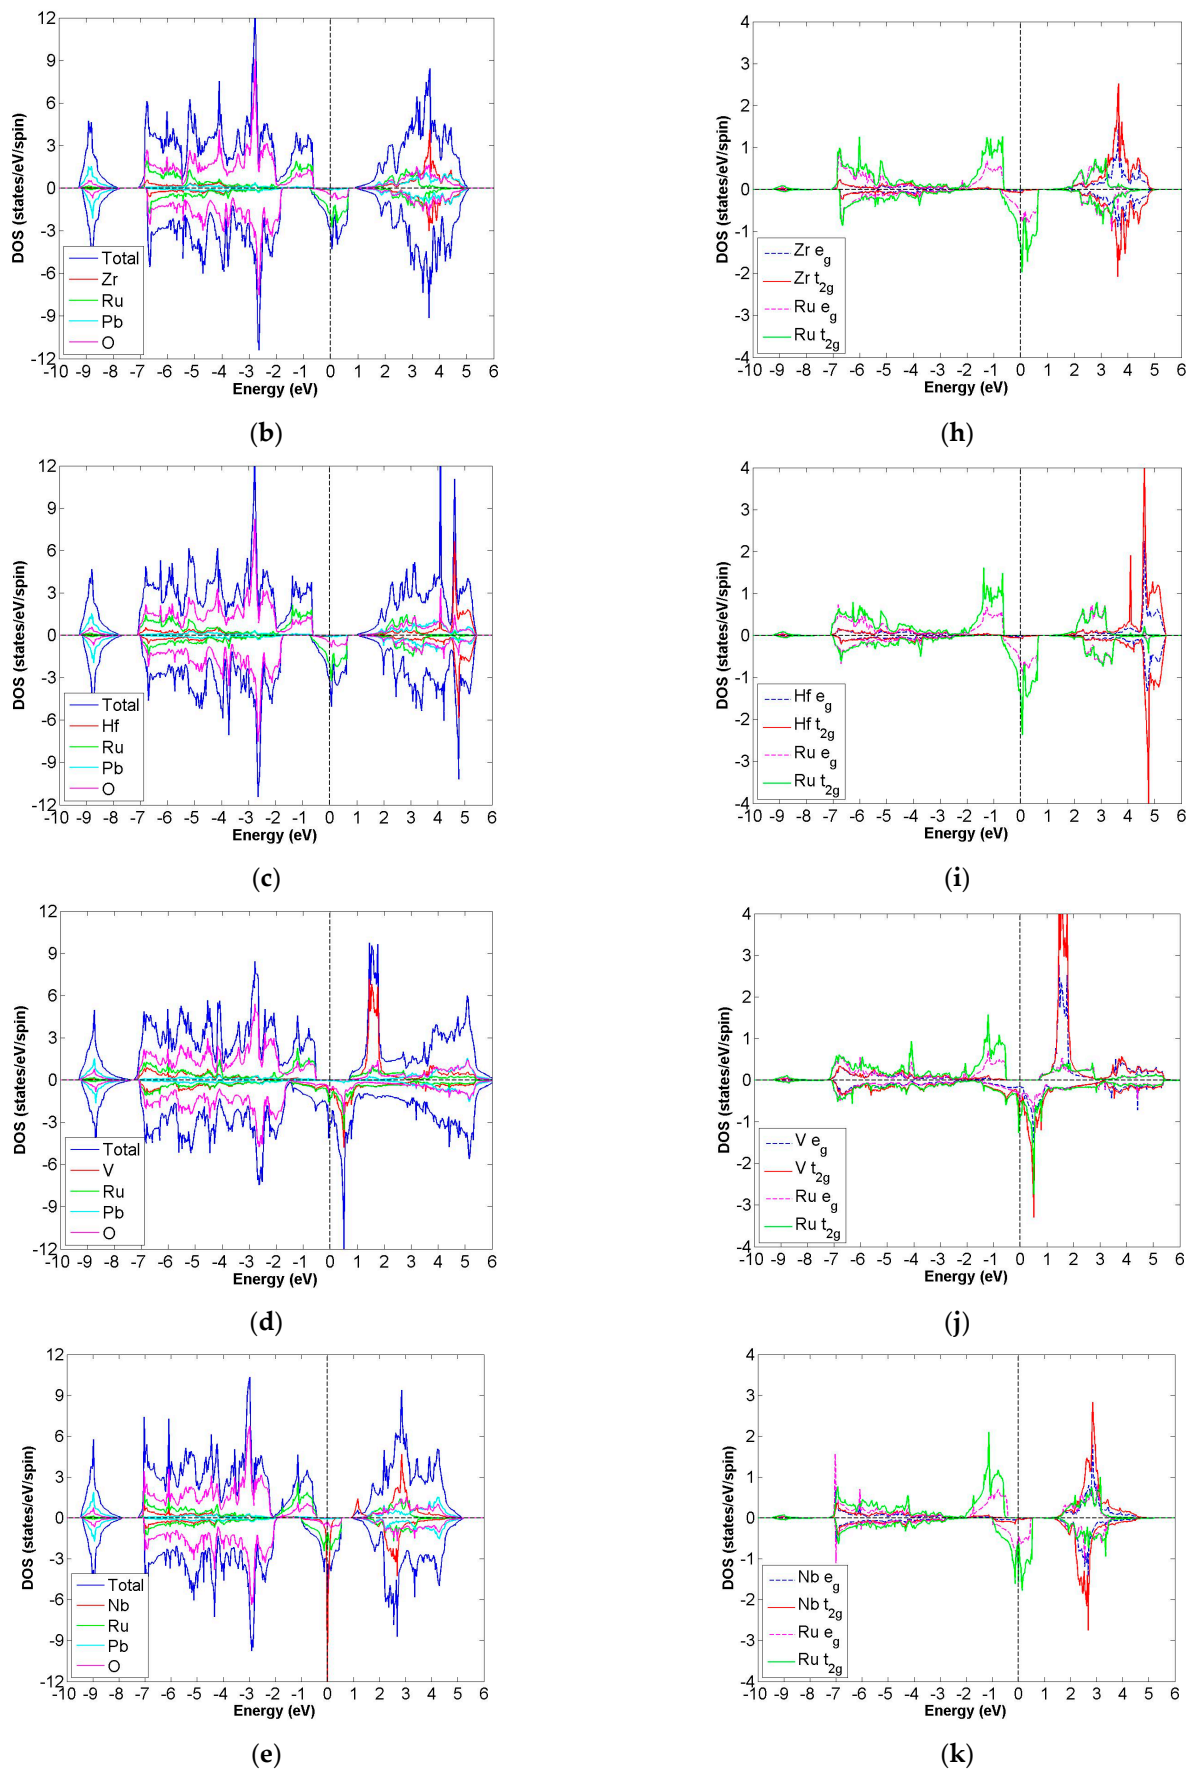 12
9
6
3
0
-3
-6
-9
-12
DOS (states/eV/spin)
Total
Zr
Ru
Pb
O
-10 -9 -8 -7 -6 -5 -4 -3 -2 -1 0 1 2 3 4 5 6
Energy (eV)
(b)
4
3
2
1
0
-1
-2
-3
-4
DOS (states/eV/spin)
Zr eg
Zr t2g
Ru eg
Ru t2g
-10 -9 -8 -7 -6 -5 -4 -3 -2 -1 0 1 2 3 4 5 6
Energy (eV)
(h)
12
9
6
3
0
-3
-6
-9
-12
DOS (states/eV/spin)
Total
Hf
Ru
Pb
O
-10 -9 -8 -7 -6 -5 -4 -3 -2 -1 0 1 2 3 4 5 6
Energy (eV)
(c)
4
3
2
1
0
-1
-2
-3
-4
DOS (states/eV/spin)
Hf eg
Hf t2g
Ru eg
Ru t2g
-10 -9 -8 -7 -6 -5 -4 -3 -2 -1 0 1 2 3 4 5 6
Energy (eV)
(i)
12
9
6
3
0
-3
-6
-9
-12
DOS (states/eV/spin)
Total
V
Ru
Pb
O
-10 -9 -8 -7 -6 -5 -4 -3 -2 -1 0 1 2 3 4 5 6
Energy (eV)
(d)
4
3
2
1
0
-1
-2
-3
-4
DOS (states/eV/spin)
V eg
V t2g
Ru eg
Ru t2g
-10 -9 -8 -7 -6 -5 -4 -3 -2 -1 0 1 2 3 4 5 6
Energy (eV)
(j)
12
9
6
3
0
-3
-6
-9
-12
DOS (states/eV/spin)
Total
Nb
Ru
Pb
O
-10 -9 -8 -7 -6 -5 -4 -3 -2 -1 0 1 2 3 4 5 6
Energy (eV)
(e)
4
3
2
1
0
-1
-2
-3
-4
DOS (states/eV/spin)
Nb eg
Nb t2g
Ru eg
Ru t2g
-10 -9 -8 -7 -6 -5 -4 -3 -2 -1 0 1 2 3 4 5 6
Energy (eV)
(k)